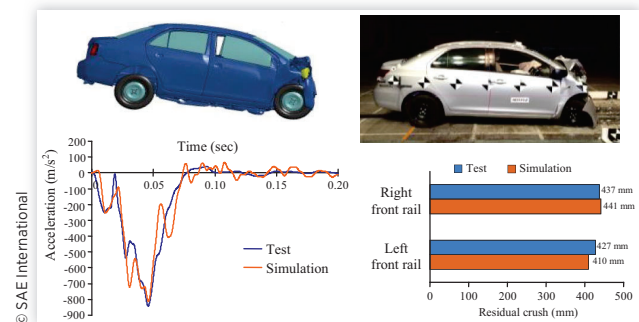 Time (sec)
200
100
0
-100
-200
-300
-400
-500
-600
-700
-800
-900
0.05
0.10
0.15
0.20
Acceleration (m/s²)
Test
Simulation
Test
Simulation
Right
front rail
437 mm
441 mm
Left
front rail
427 mm
410 mm
0
100
200
300
400
500
Residual crush (mm)
© SAE International